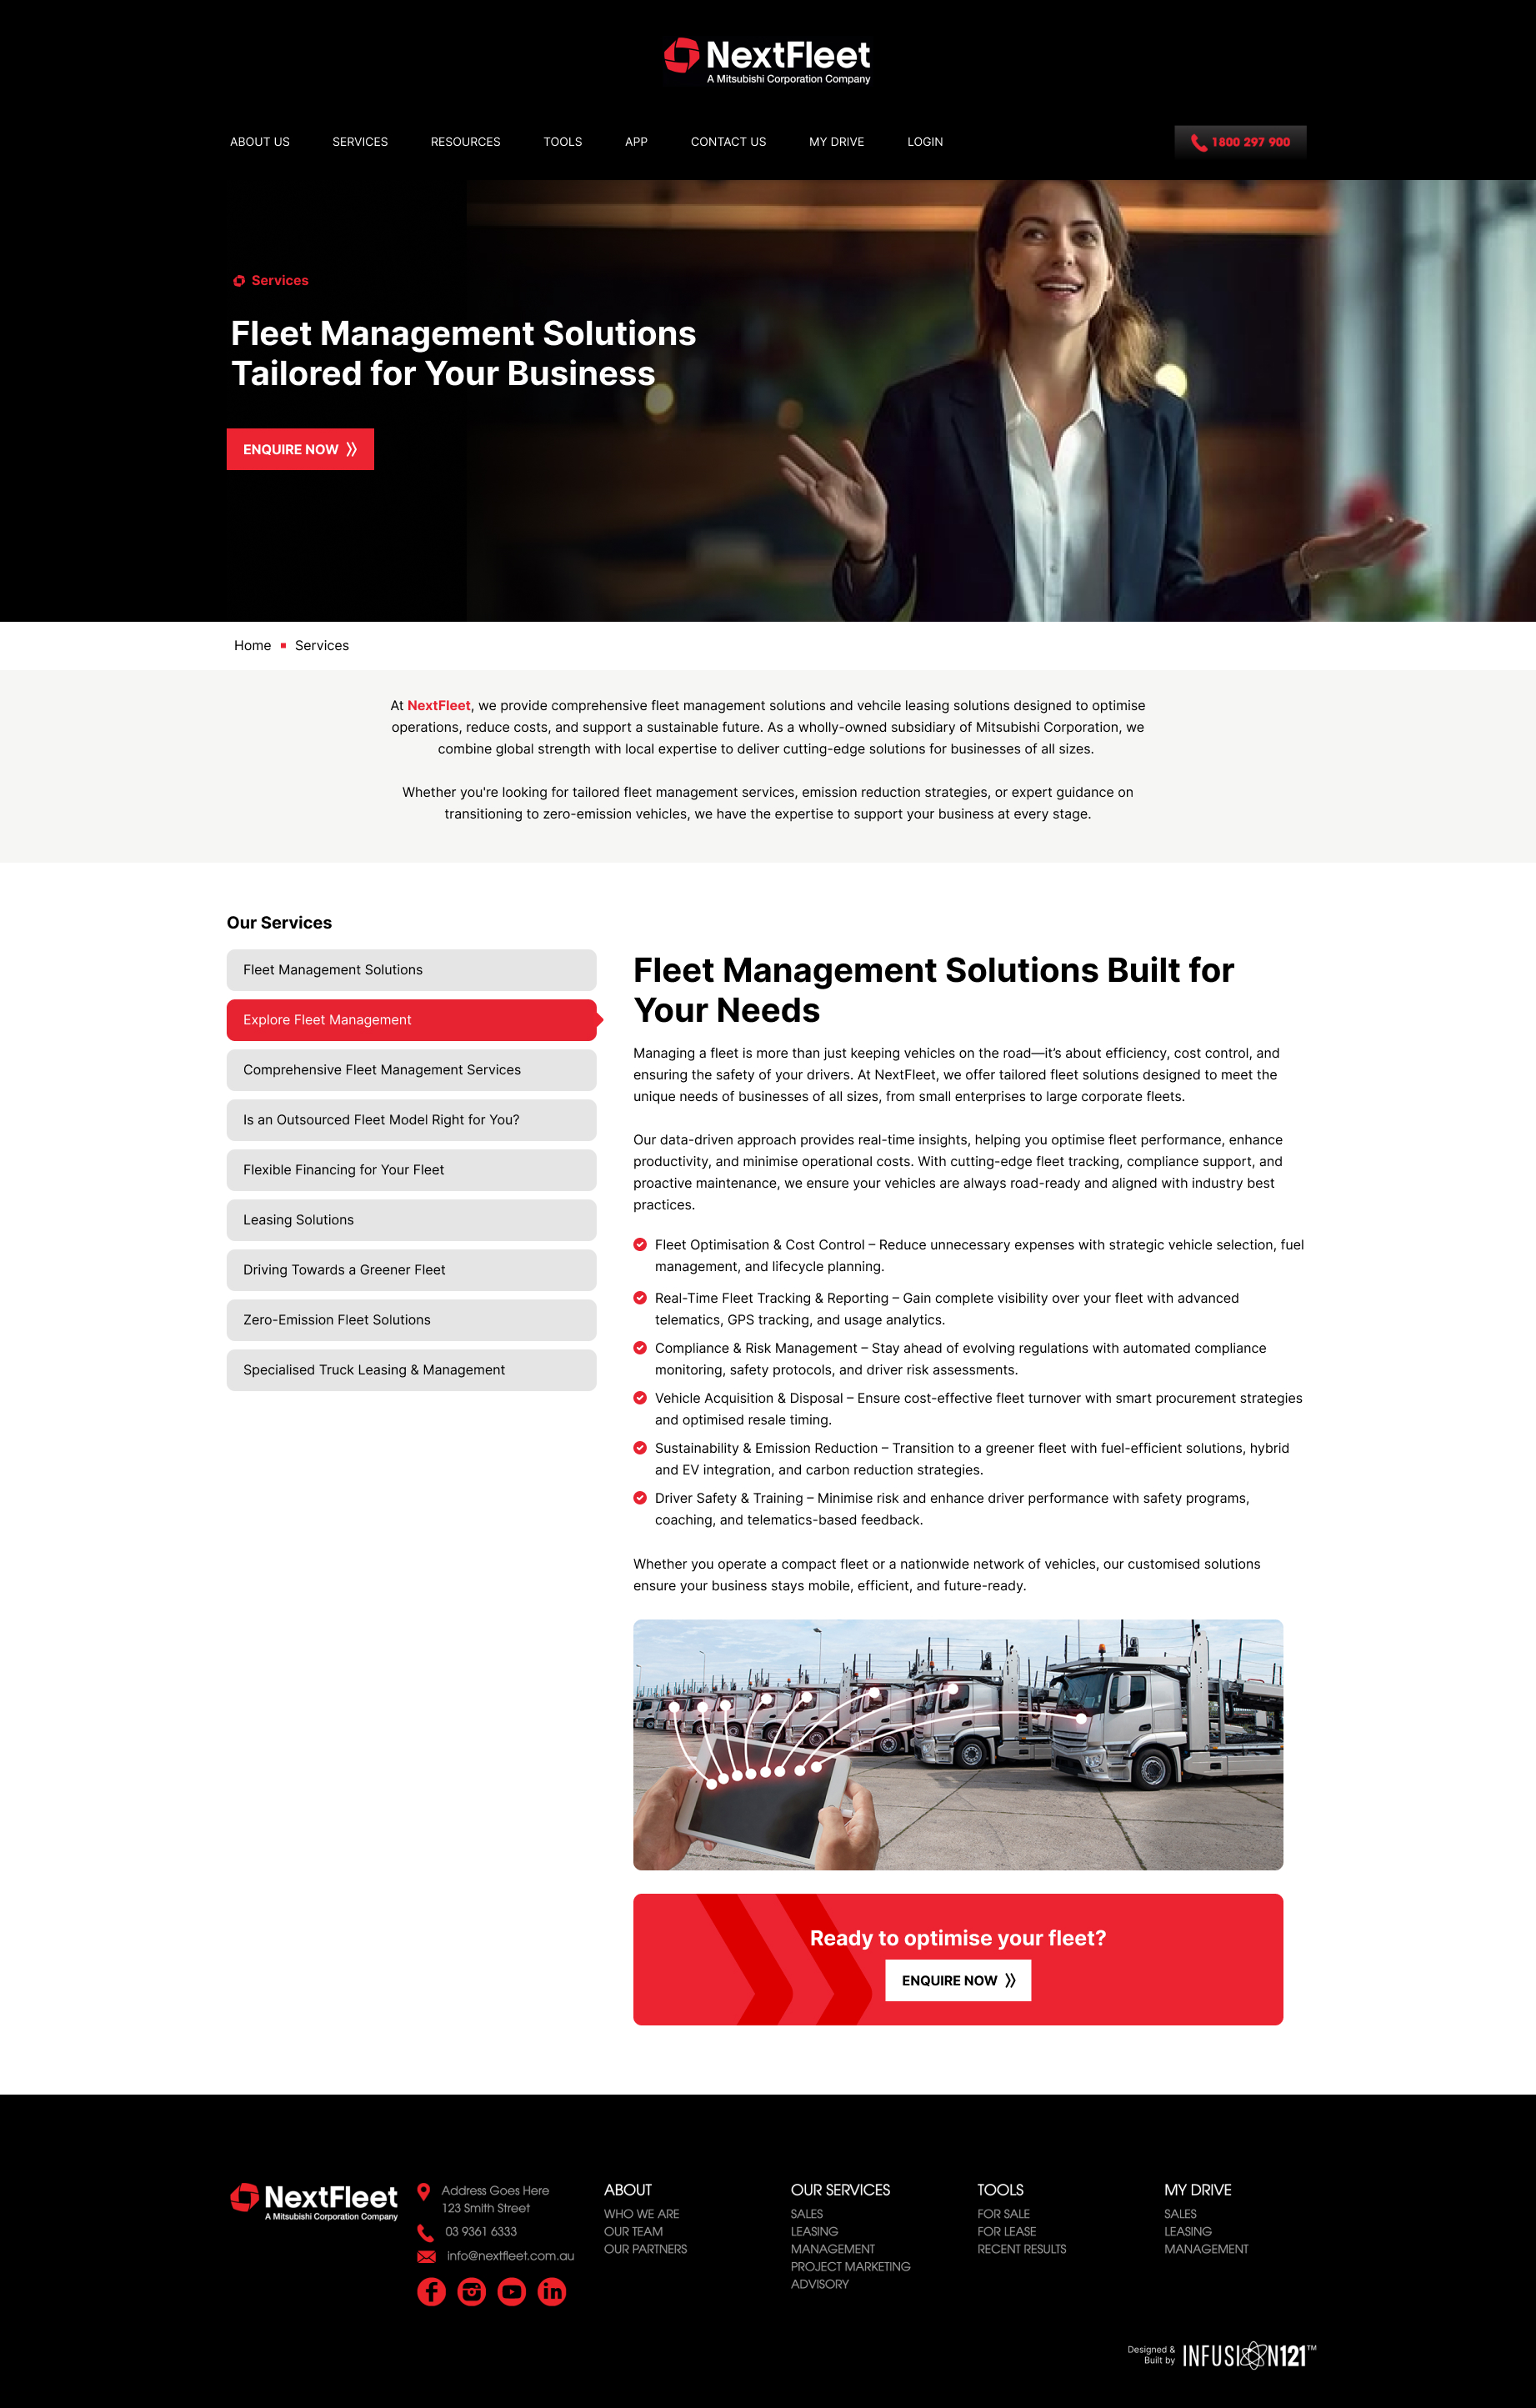 NextFleet
A Mitsubishi Corporation Company
ABOUT US
SERVICES
RESOURCES
TOOLS
APP
CONTACT US
MY DRIVE
LOGIN
1800 297 900
Services
Fleet Management Solutions
Tailored for Your Business
ENQUIRE NOW
Home
Services
At NextFleet, we provide comprehensive fleet management solutions and vehcile leasing solutions designed to optimise
operations, reduce costs, and support a sustainable future. As a wholly-owned subsidiary of Mitsubishi Corporation, we
combine global strength with local expertise to deliver cutting-edge solutions for businesses of all sizes.
Whether you're looking for tailored fleet management services, emission reduction strategies, or expert guidance on
transitioning to zero-emission vehicles, we have the expertise to support your business at every stage.
Our Services
Fleet Management Solutions
Explore Fleet Management
Comprehensive Fleet Management Services
Is an Outsourced Fleet Model Right for You?
Flexible Financing for Your Fleet
Leasing Solutions
Driving Towards a Greener Fleet
Zero-Emission Fleet Solutions
Specialised Truck Leasing & Management
Fleet Management Solutions Built for
Your Needs
Managing a fleet is more than just keeping vehicles on the road—it's about efficiency, cost control, and
ensuring the safety of your drivers. At NextFleet, we offer tailored fleet solutions designed to meet the
unique needs of businesses of all sizes, from small enterprises to large corporate fleets.
Our data-driven approach provides real-time insights, helping you optimise fleet performance, enhance
productivity, and minimise operational costs. With cutting-edge fleet tracking, compliance support, and
proactive maintenance, we ensure your vehicles are always road-ready and aligned with industry best
practices.
Fleet Optimisation & Cost Control – Reduce unnecessary expenses with strategic vehicle selection, fuel
management, and lifecycle planning.
Real-Time Fleet Tracking & Reporting – Gain complete visibility over your fleet with advanced
telematics, GPS tracking, and usage analytics.
Compliance & Risk Management – Stay ahead of evolving regulations with automated compliance
monitoring, safety protocols, and driver risk assessments.
Vehicle Acquisition & Disposal – Ensure cost-effective fleet turnover with smart procurement strategies
and optimised resale timing.
Sustainability & Emission Reduction – Transition to a greener fleet with fuel-efficient solutions, hybrid
and EV integration, and carbon reduction strategies.
Driver Safety & Training – Minimise risk and enhance driver performance with safety programs,
coaching, and telematics-based feedback.
Whether you operate a compact fleet or a nationwide network of vehicles, our customised solutions
ensure your business stays mobile, efficient, and future-ready.
Ready to optimise your fleet?
ENQUIRE NOW
NextFleet
A Mitsubishi Corporation Company
Address Goes Here
123 Smith Street
03 9361 6333
info@nextfleet.com.au
ABOUT
WHO WE ARE
OUR TEAM
OUR PARTNERS
OUR SERVICES
SALES
LEASING
MANAGEMENT
PROJECT MARKETING
ADVISORY
TOOLS
FOR SALE
FOR LEASE
RECENT RESULTS
MY DRIVE
SALES
LEASING
MANAGEMENT
Designed &
Built by
INFUSION121™